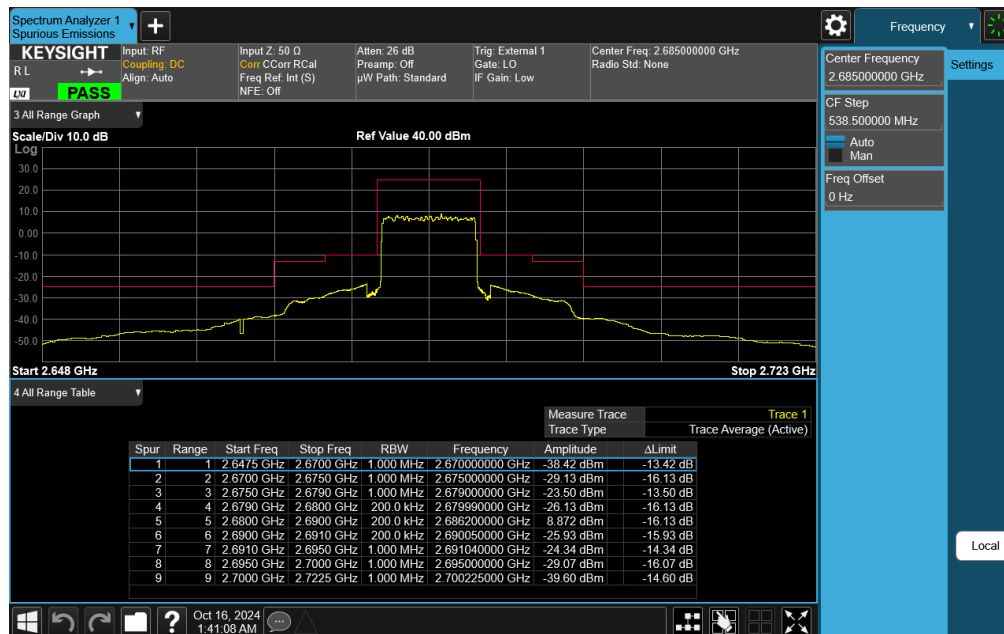 Spectrum Analyzer 1
Spurious Emissions
Frequency
KEYSIGHT
R L
LXI
PASS
Input: RF
Coupling: DC
Align: Auto
Input Z: 50 Ω
Corr CCorr RCal
Freq Ref: Int (S)
NFE: Off
Atten: 26 dB
Preamp: Off
µW Path: Standard
Trig: External 1
Gate: LO
IF Gain: Low
Center Freq: 2.685000000 GHz
Radio Std: None
Center Frequency
2.685000000 GHz
Settings
CF Step
538.500000 MHz
Auto
Man
Freq Offset
0 Hz
3 All Range Graph
Scale/Div 10.0 dB
Ref Value 40.00 dBm
Log
30.0
20.0
10.0
0.00
-10.0
-20.0
-30.0
-40.0
-50.0
Start 2.648 GHz
Stop 2.723 GHz
4 All Range Table
Measure Trace Trace 1
Trace Type Trace Average (Active)
Spur Range Start Freq Stop Freq RBW Frequency Amplitude ΔLimit
1 1 2.6475 GHz 2.6700 GHz 1.000 MHz 2.670000000 GHz -38.42 dBm -13.42 dB
2 2 2.6700 GHz 2.6750 GHz 1.000 MHz 2.675000000 GHz -29.13 dBm -16.13 dB
3 3 2.6750 GHz 2.6790 GHz 1.000 MHz 2.679000000 GHz -23.50 dBm -13.50 dB
4 4 2.6790 GHz 2.6800 GHz 200.0 kHz 2.679990000 GHz -26.13 dBm -16.13 dB
5 5 2.6800 GHz 2.6900 GHz 200.0 kHz 2.686200000 GHz 8.872 dBm -16.13 dB
6 6 2.6900 GHz 2.6910 GHz 200.0 kHz 2.690050000 GHz -25.93 dBm -15.93 dB
7 7 2.6910 GHz 2.6950 GHz 1.000 MHz 2.691040000 GHz -24.34 dBm -14.34 dB
8 8 2.6950 GHz 2.7000 GHz 1.000 MHz 2.695000000 GHz -29.07 dBm -16.07 dB
9 9 2.7000 GHz 2.7225 GHz 1.000 MHz 2.700225000 GHz -39.60 dBm -14.60 dB
Local
Oct 16, 2024
1:41:08 AM